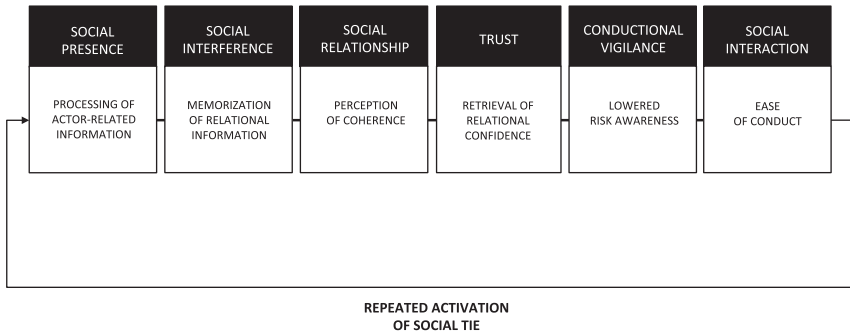 SOCIAL
PRESENCE
PROCESSING OF
ACTOR-RELATED
INFORMATION
SOCIAL
INTERFERENCE
MEMORIZATION
OF RELATIONAL
INFORMATION
SOCIAL
RELATIONSHIP
PERCEPTION
OF COHERENCE
TRUST
RETRIEVAL OF
RELATIONAL
CONFIDENCE
CONDUCTIONAL
VIGILANCE
LOWERED
RISK AWARENESS
SOCIAL
INTERACTION
EASE
OF CONDUCT
REPEATED ACTIVATION
OF SOCIAL TIE